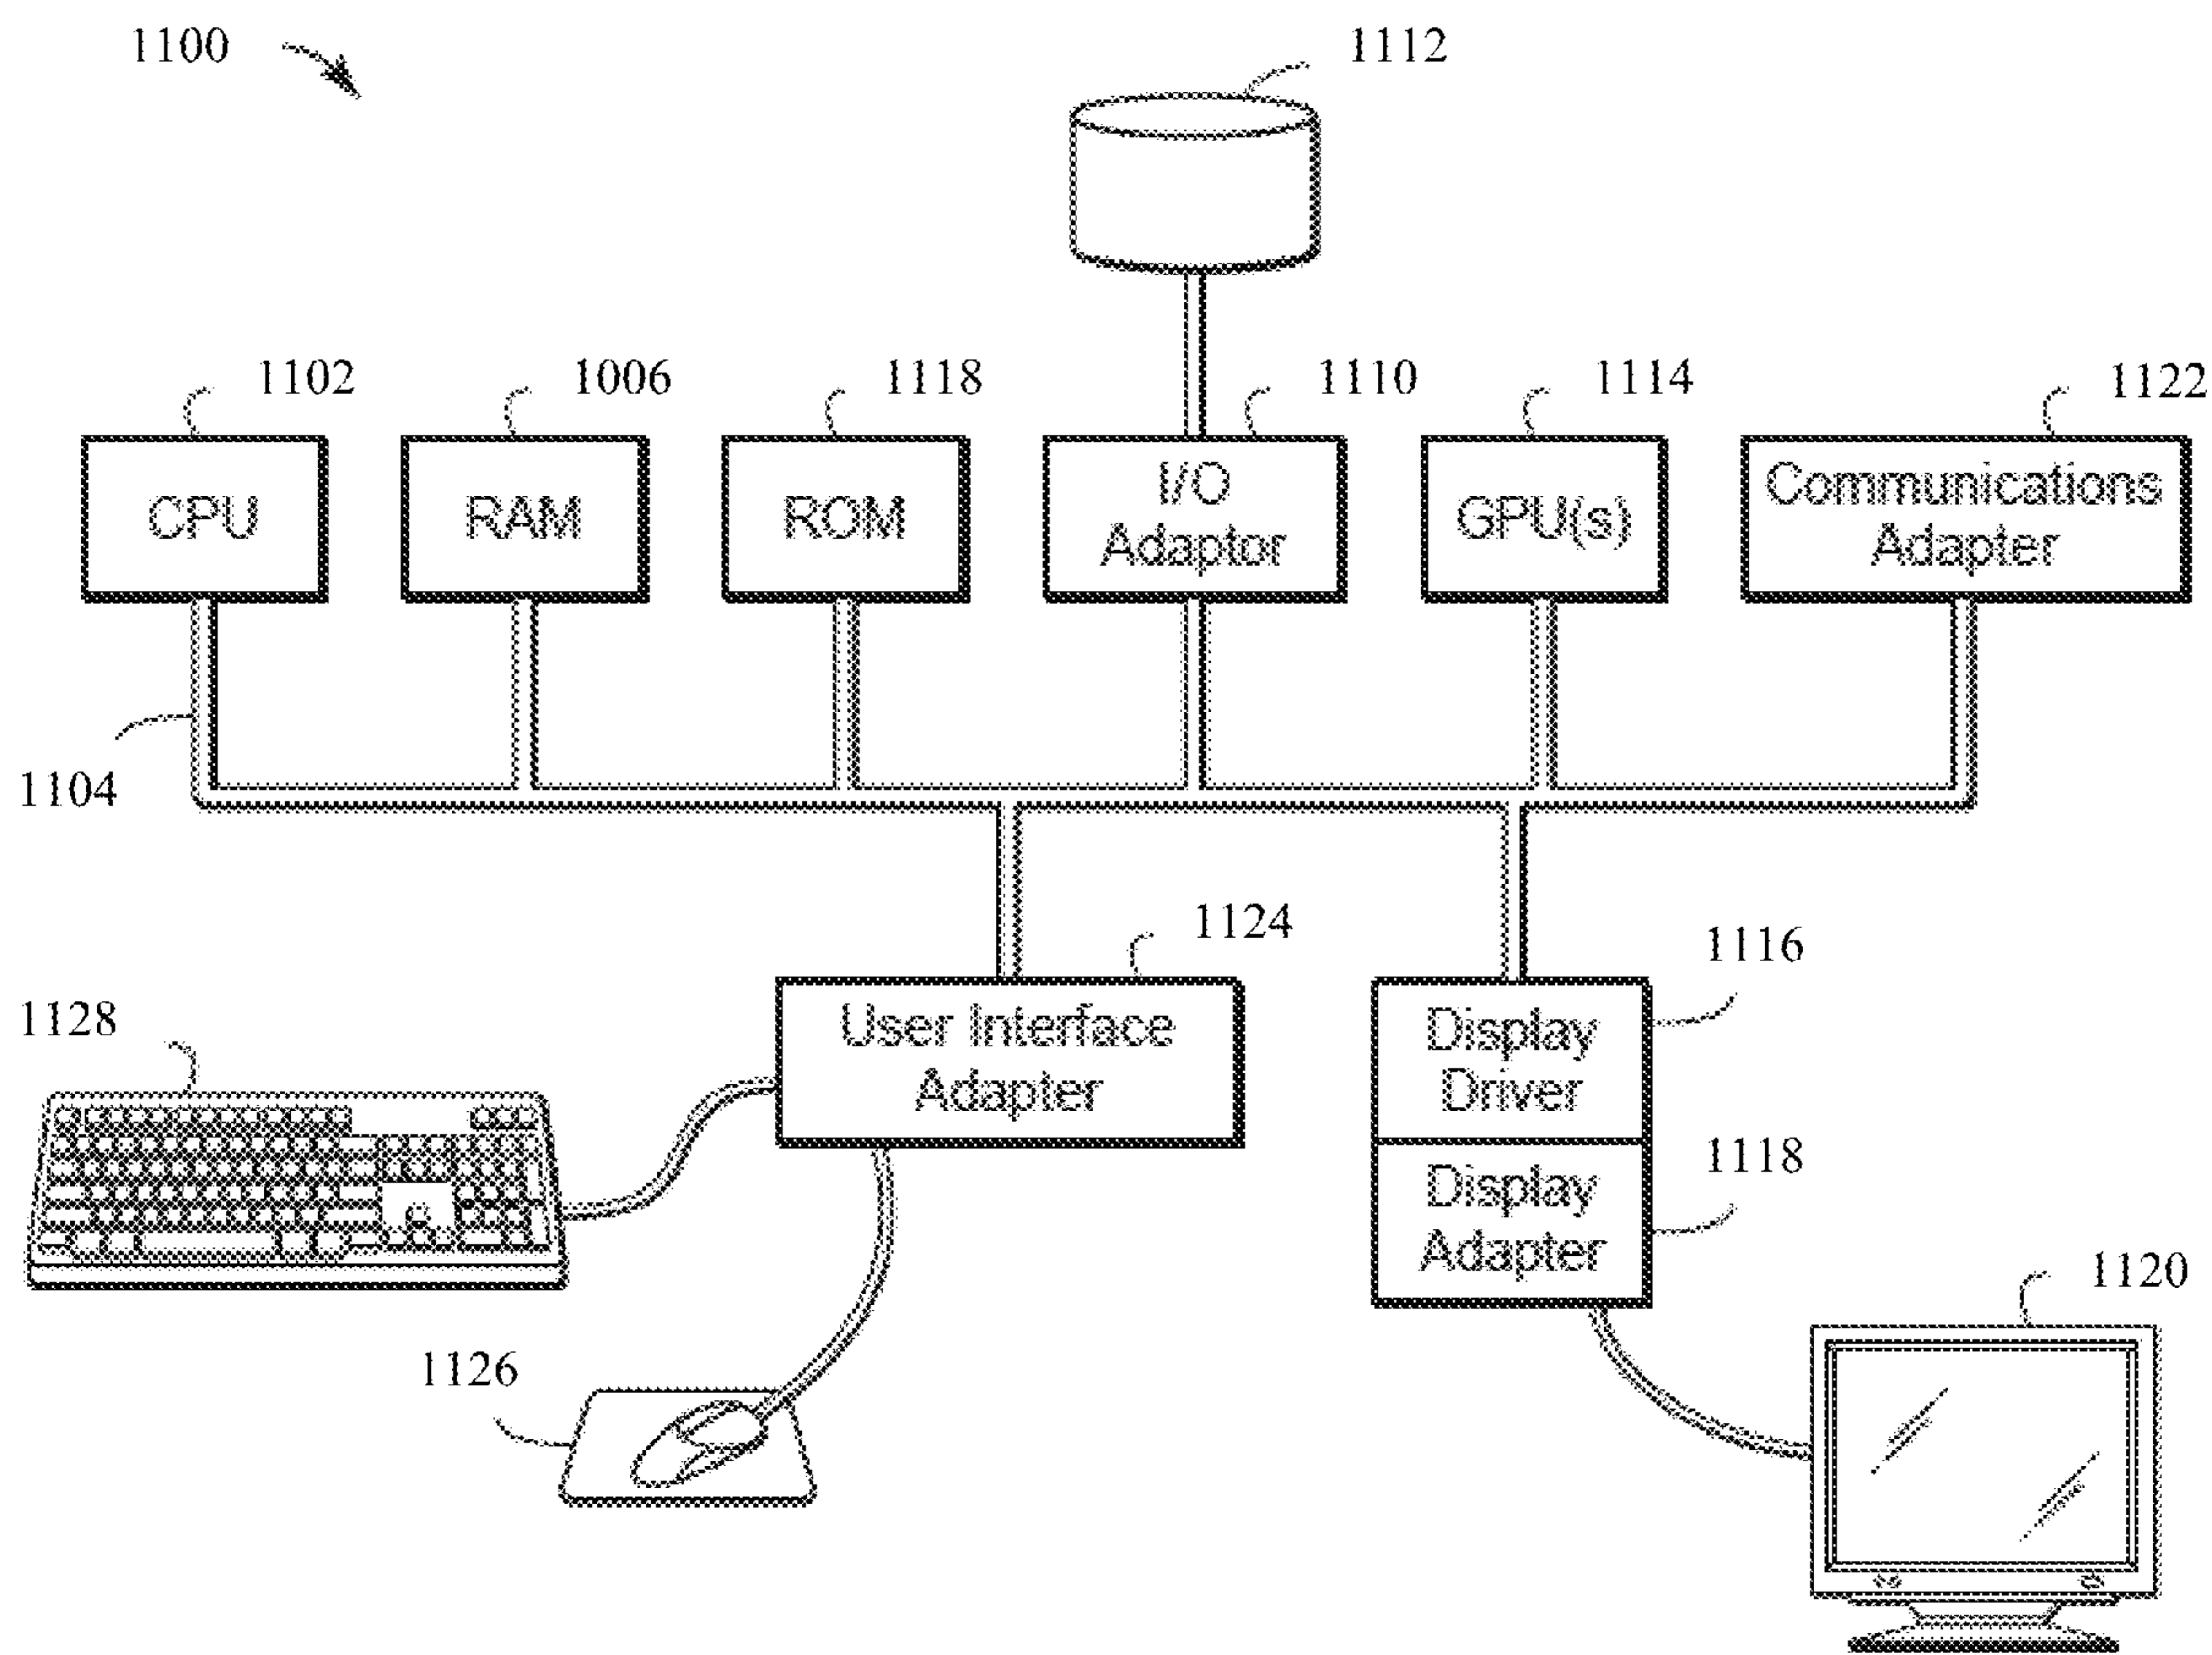 1100
1112
1102
1006
1118
1110
1114
1122
CPU
RAM
ROM
I/O
Adaptor
GPU(s)
Communications
Adapter
1104
1124
1116
1128
User Interface
Adapter
Display
Driver
1118
Display
Adapter
1120
1126